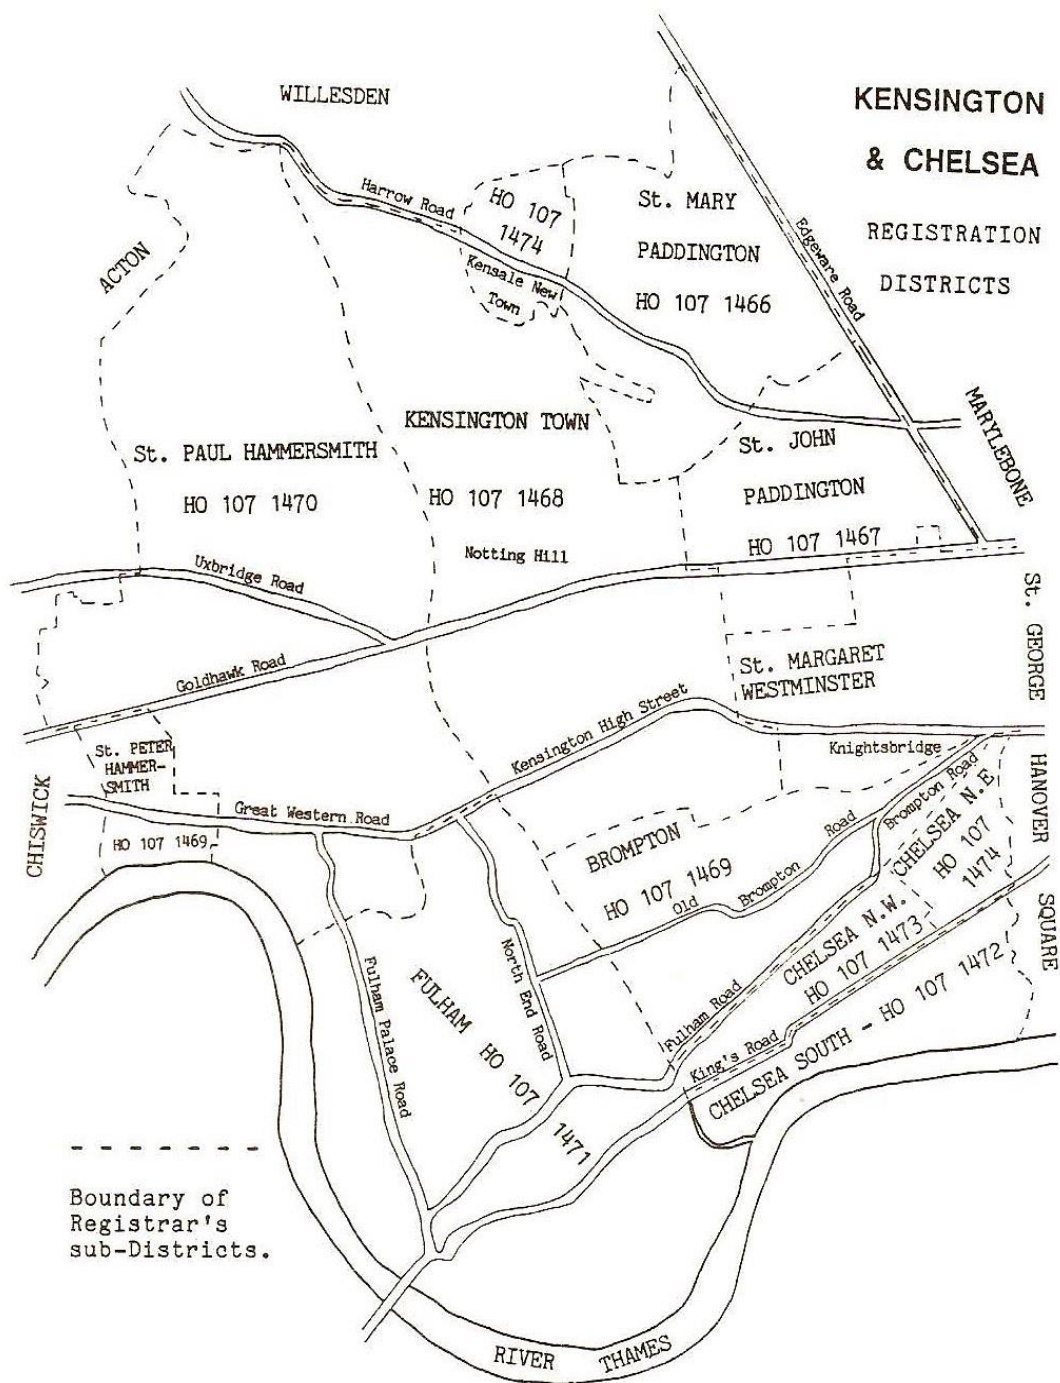 KENSINGTON
& CHELSEA
REGISTRATION
DISTRICTS
WILLESDEN
ACTON
Harrow Road
HO 107
1474
Kensale New
Town
St. MARY
PADDINGTON
HO 107 1466
Edgeware Road
MARYLEBONE
KENSINGTON TOWN
HO 107 1468
Notting Hill
St. PAUL HAMMERSMITH
HO 107 1470
St. JOHN
PADDINGTON
HO 107 1467
Uxbridge Road
Goldhawk Road
St. GEORGE
HANOVER
SQUARE
St. MARGARET
WESTMINSTER
Kensington High Street
Knightsbridge
St. PETER
HAMMER-
SMITH
HO 107 1469
CHISWICK
Great Western Road
BROMPTON
HO 107 1469
Old Brompton Road
Brompton Road
CHELSEA N.E
HO 107
1474
CHELSEA N.W.
HO 107 1473
CHELSEA SOUTH - HO 107 1472
Fulham Road
King's Road
North End Road
Fulham Palace Road
FULHAM HO 107
1471
Boundary of
Registrar's
sub-Districts.
RIVER THAMES